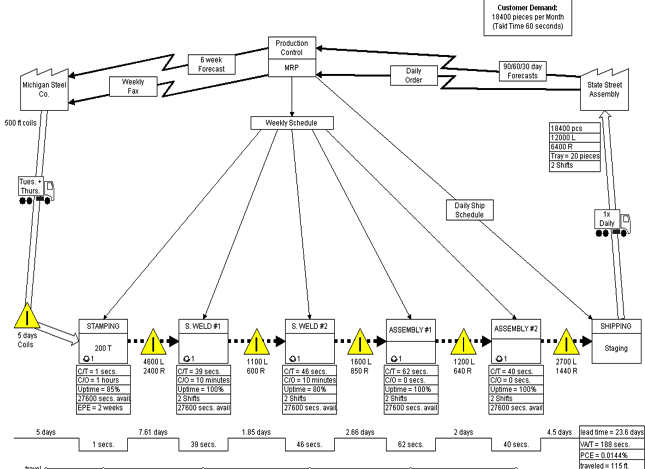 Customer Demand:
18400 pieces per Month
(Takt Time 60 seconds)
Production
Control
MRP
6 week
Forecast
Weekly
Fax
Daily
Order
90/60/30 day
Forecasts
Michigan Steel
Co.
State Street
Assembly
500 ft coils
Weekly Schedule
18400 pcs
12000 L
6400 R
Tray = 20 pieces
2 Shifts
Tues. +
Thurs.
Daily Ship
Schedule
1x
Daily
5 days
Coils
STAMPING
200 T
1
C/T = 1 secs.
C/O = 1 hours
Uptime = 85%
27600 secs. avail
EPE = 2 weeks
4600 L
2400 R
S. WELD #1
1
C/T = 39 secs.
C/O = 10 minutes
Uptime = 100%
2 Shifts
27600 secs. avail
1100 L
600 R
S. WELD #2
1
C/T = 46 secs.
C/O = 10 minutes
Uptime = 80%
2 Shifts
27600 secs. avail
1600 L
850 R
ASSEMBLY #1
1
C/T = 62 secs.
C/O = 0 secs.
Uptime = 100%
2 Shifts
27600 secs. avail
1200 L
640 R
ASSEMBLY #2
1
C/T = 40 secs.
C/O = 0 secs.
Uptime = 100%
2 Shifts
27600 secs. avail
2700 L
1440 R
SHIPPING
Staging
5 days
1 secs.
7.61 days
39 secs.
1.85 days
46 secs.
2.66 days
62 secs.
2 days
40 secs.
4.5 days
lead time = 23.6 days
VA/T = 188 secs.
PCE = 0.0144%
traveled = 115 ft.
travel